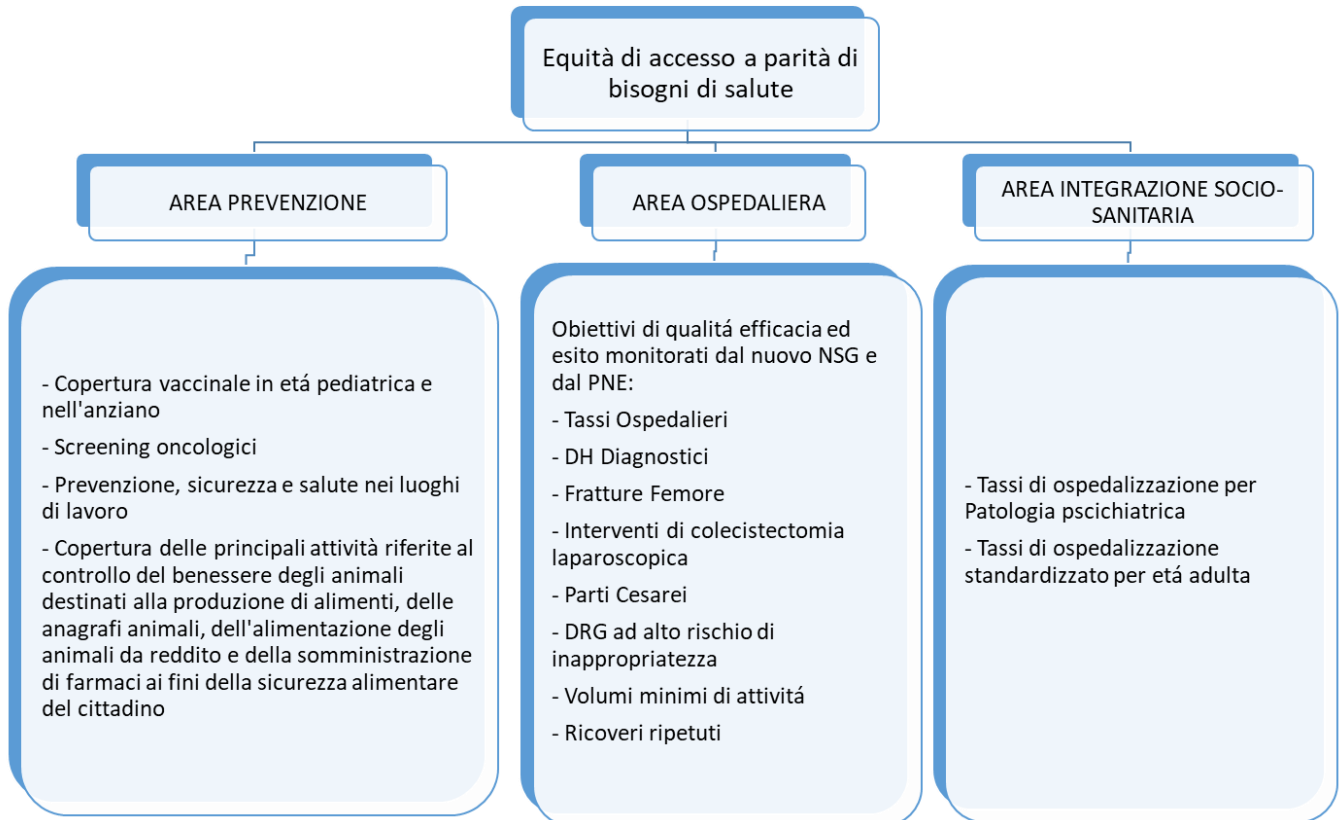 Equità di accesso a parità di
bisogni di salute
AREA PREVENZIONE
- Copertura vaccinale in etá pediatrica e
nell'anziano
- Screening oncologici
- Prevenzione, sicurezza e salute nei luoghi
di lavoro
- Copertura delle principali attività riferite al
controllo del benessere degli animali
destinati alla produzione di alimenti, delle
anagrafi animali, dell'alimentazione degli
animali da reddito e della somministrazione
di farmaci ai fini della sicurezza alimentare
del cittadino
AREA OSPEDALIERA
Obiettivi di qualitá efficacia ed
esito monitorati dal nuovo NSG e
dal PNE:
- Tassi Ospedalieri
- DH Diagnostici
- Fratture Femore
- Interventi di colecistectomia
laparoscopica
- Parti Cesarei
- DRG ad alto rischio di
inappropriatezza
- Volumi minimi di attivitá
- Ricoveri ripetuti
AREA INTEGRAZIONE SOCIO-
SANITARIA
- Tassi di ospedalizzazione per
Patologia pscichiatrica
- Tassi di ospedalizzazione
standardizzato per etá adulta